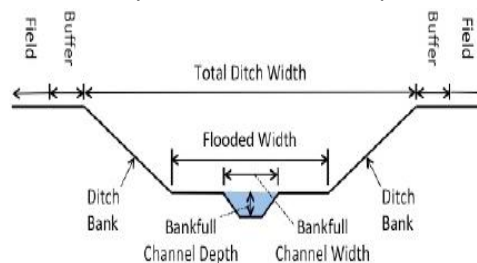 Field
Buffer
Total Ditch Width
Buffer
Field
Flooded Width
Ditch
Bank
Bankfull
Channel Depth
Bankfull
Channel Width
Ditch
Bank